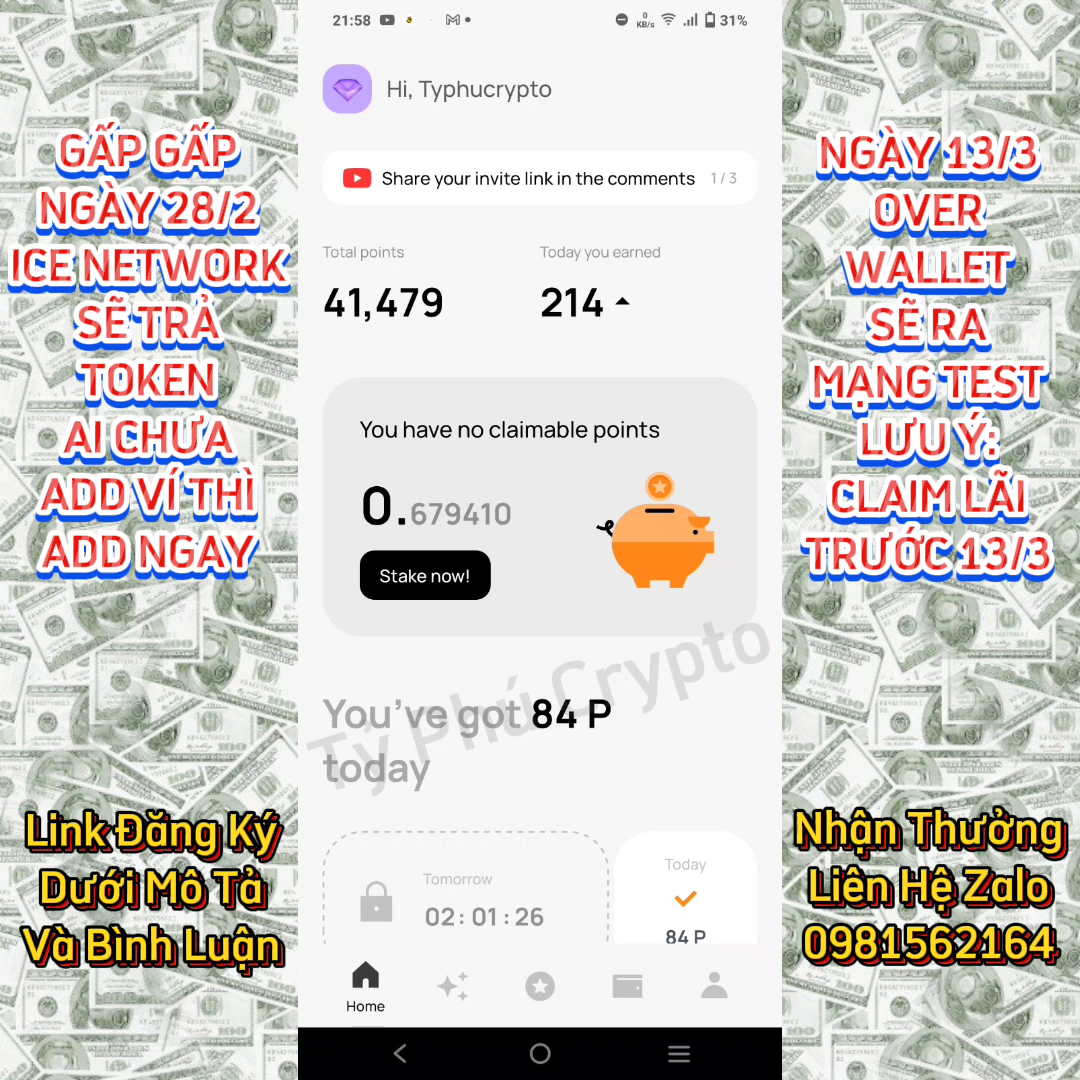 21:58
0
KB/s
31%
Hi, Typhucrypto
Share your invite link in the comments 1 / 3
Total points
Today you earned
41,479
214
You have no claimable points
0.679410
Stake now!
You've got 84 P
today
Tỷ Phú Crypto
Tomorrow
02 : 01 : 26
Today
84 P
Home
GẤP GẤP
NGÀY 28/2
ICE NETWORK
SẼ TRẢ
TOKEN
AI CHƯA
ADD VÍ THÌ
ADD NGAY
NGÀY 13/3
OVER
WALLET
SẼ RA
MẠNG TEST
LƯU Ý:
CLAIM LÃI
TRƯỚC 13/3
Link Đăng Ký
Dưới Mô Tả
Và Bình Luận
Nhận Thưởng
Liên Hệ Zalo
0981562164